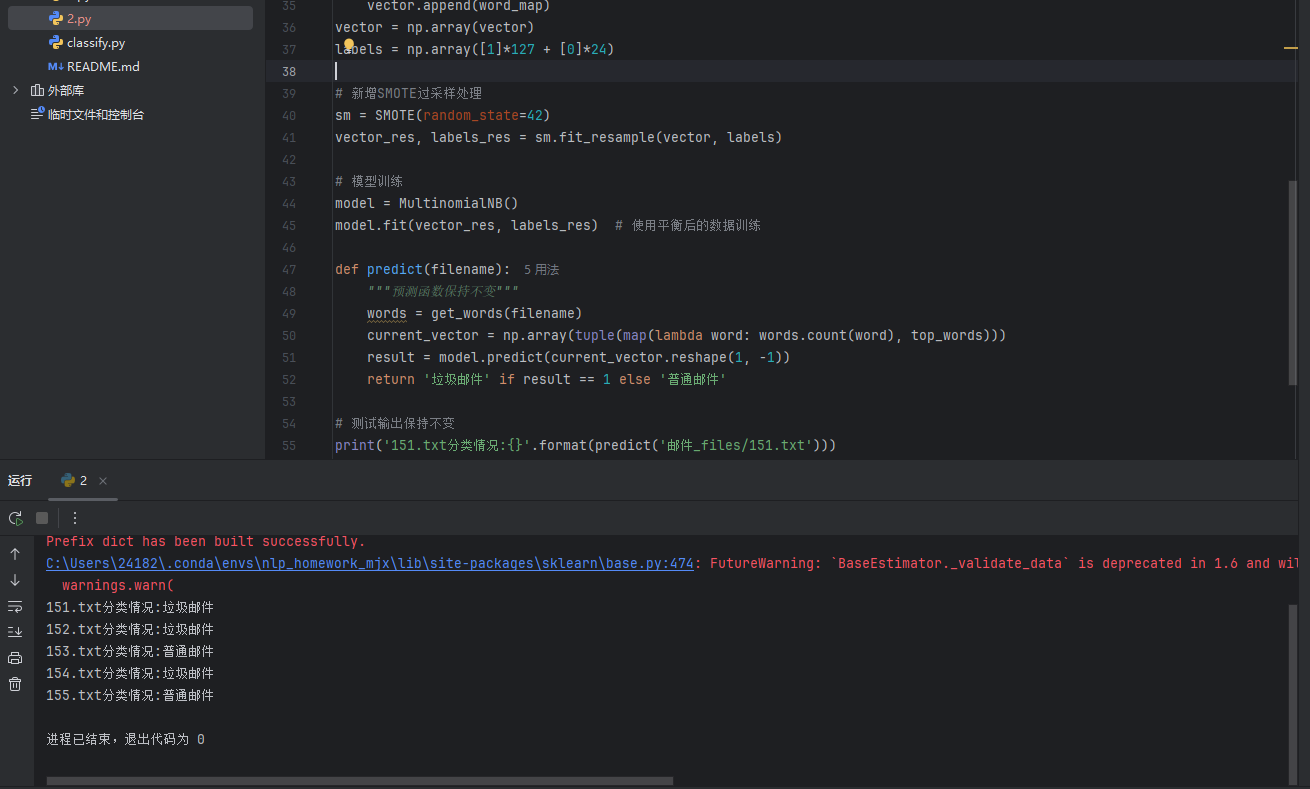 2.py
classify.py
README.md
外部库
临时文件和控制台
35 vector.append(word_map)
36 vector = np.array(vector)
37 labels = np.array([1]*127 + [0]*24)
38
39 # 新增SMOTE过采样处理
40 sm = SMOTE(random_state=42)
41 vector_res, labels_res = sm.fit_resample(vector, labels)
42
43 # 模型训练
44 model = MultinomialNB()
45 model.fit(vector_res, labels_res)  # 使用平衡后的数据训练
46
47 def predict(filename): 5 用法
48 """预测函数保持不变"""
49 words = get_words(filename)
50 current_vector = np.array(tuple(map(lambda word: words.count(word), top_words)))
51 result = model.predict(current_vector.reshape(1, -1))
52 return '垃圾邮件' if result == 1 else '普通邮件'
53
54 # 测试输出保持不变
55 print('151.txt分类情况:{}'.format(predict('邮件_files/151.txt')))
运行 2
Prefix dict has been built successfully.
C:\Users\24182\.conda\envs\nlp_homework_mjx\lib\site-packages\sklearn\base.py:474: FutureWarning: `BaseEstimator._validate_data` is deprecated in 1.6 and wil
warnings.warn(
151.txt分类情况:垃圾邮件
152.txt分类情况:垃圾邮件
153.txt分类情况:普通邮件
154.txt分类情况:垃圾邮件
155.txt分类情况:普通邮件
进程已结束，退出代码为 0